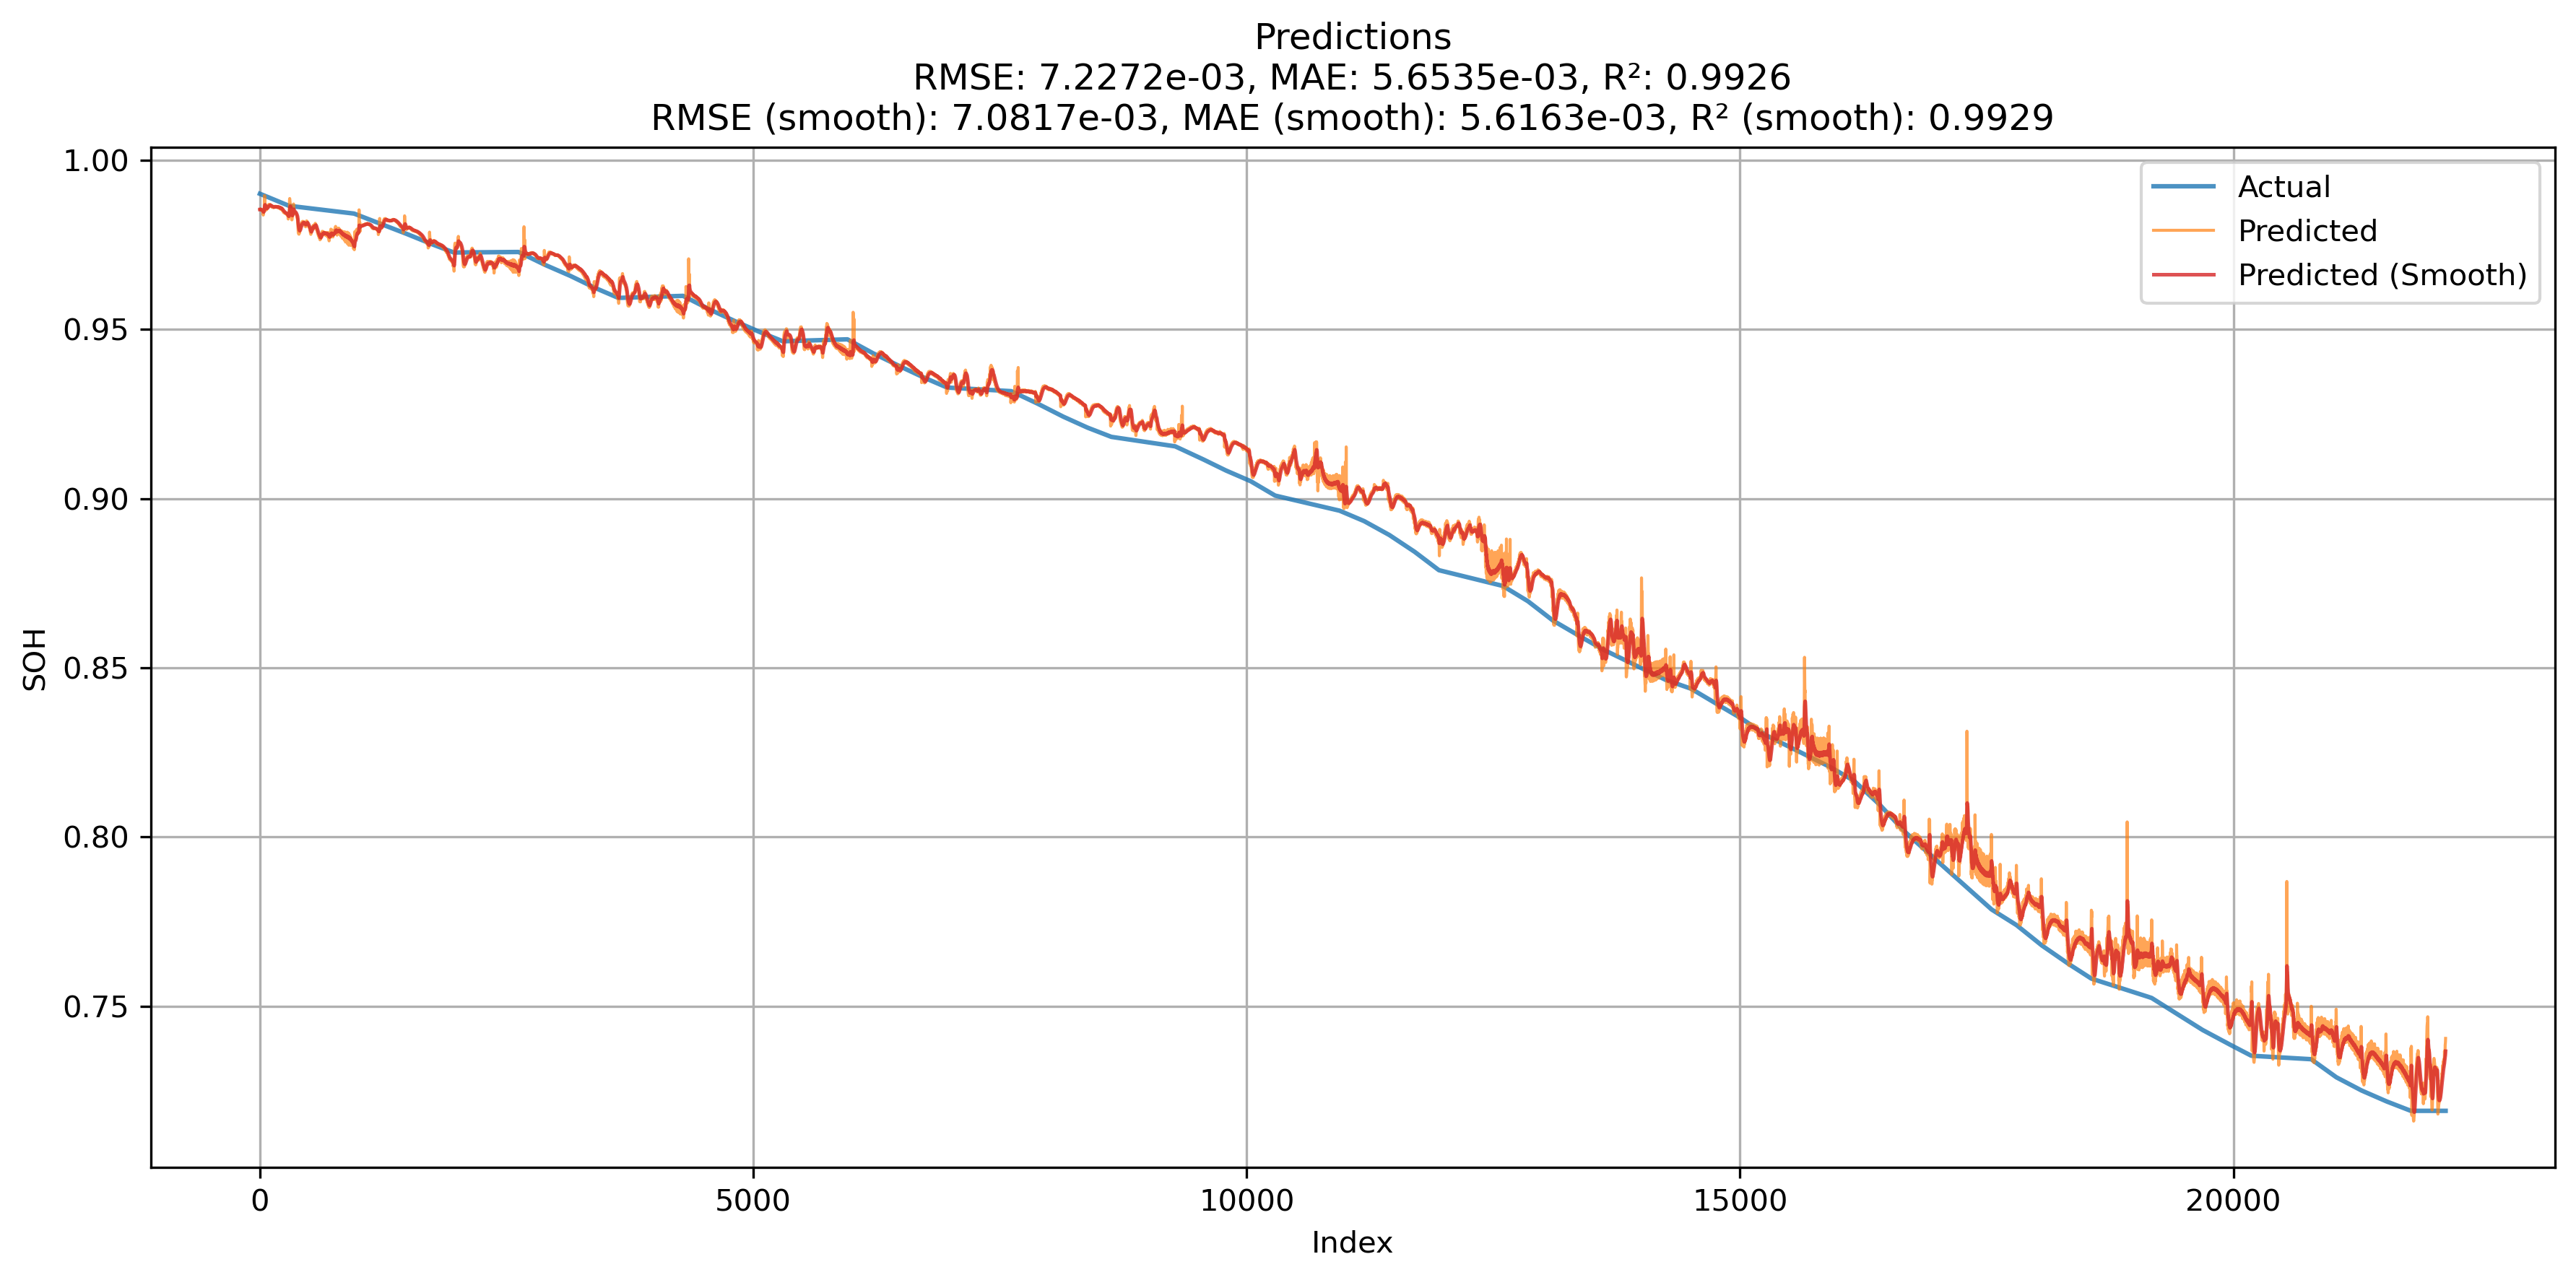 Predictions
RMSE: 7.2272e-03, MAE: 5.6535e-03, R²: 0.9926
RMSE (smooth): 7.0817e-03, MAE (smooth): 5.6163e-03, R² (smooth): 0.9929
1.00
0.95
0.90
0.85
0.80
0.75
SOH
Actual
Predicted
Predicted (Smooth)
0
5000
10000
15000
20000
Index